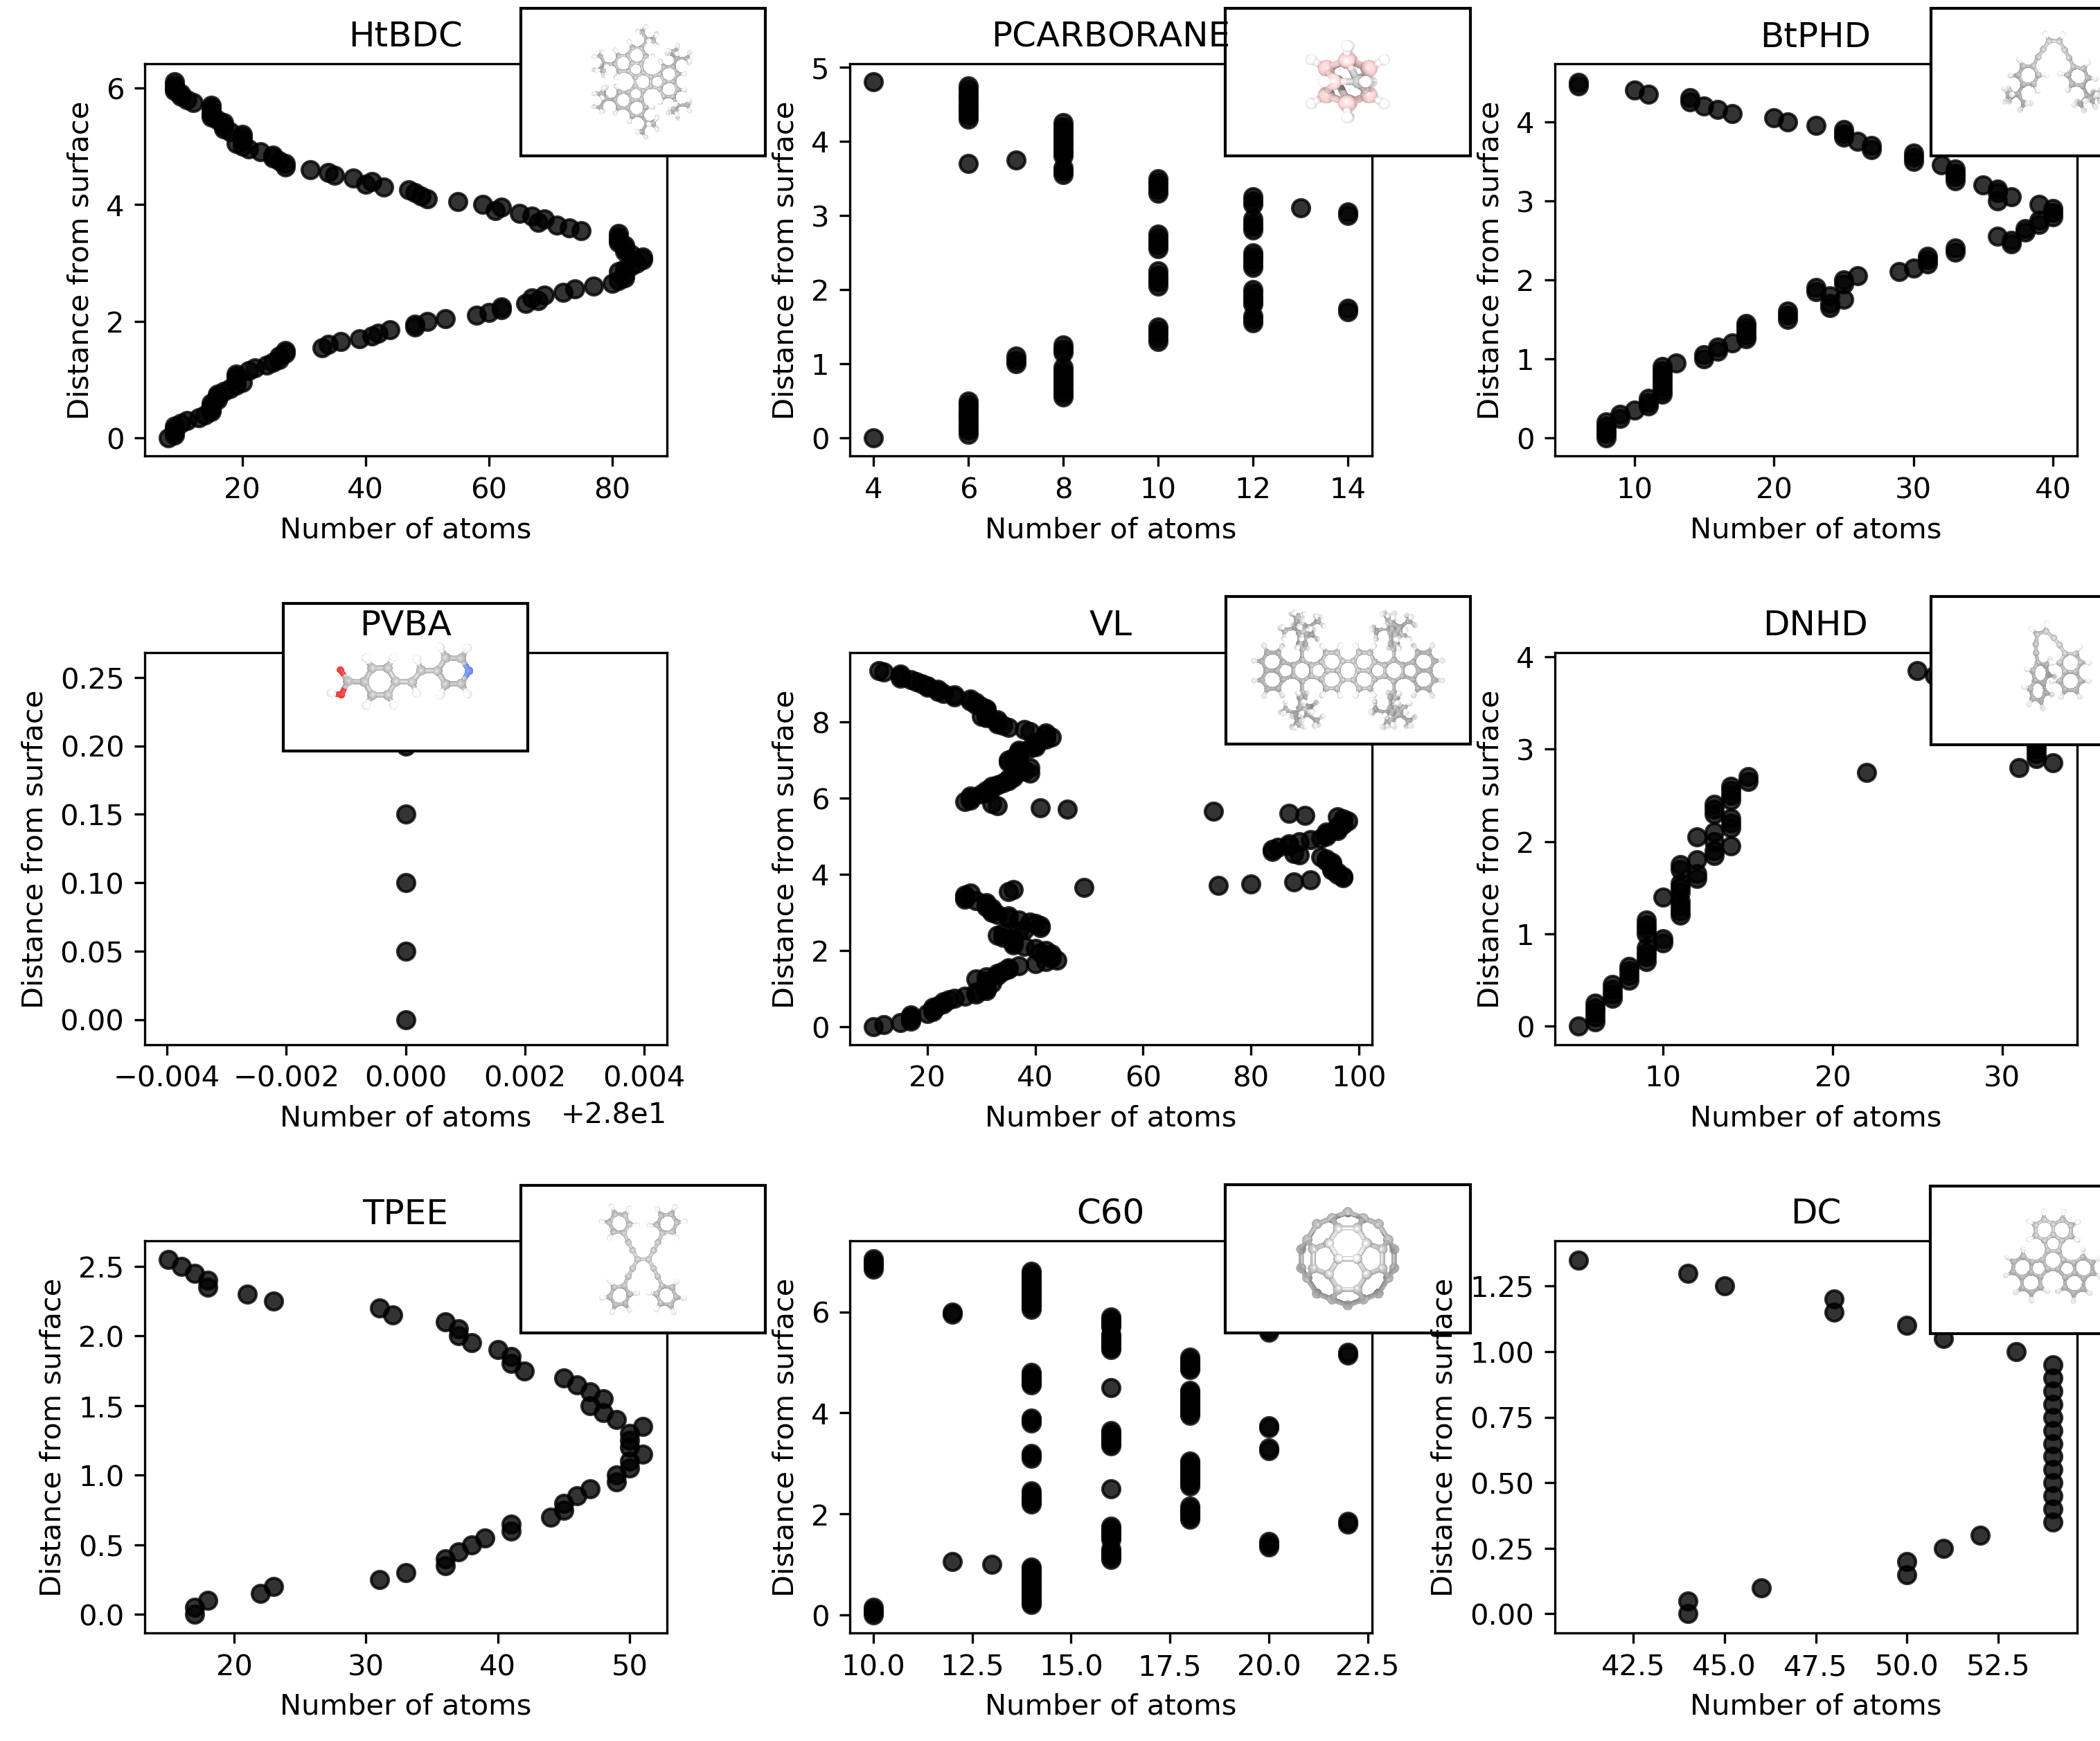 HtBDC
Distance from surface
6
4
2
0
20 40 60 80
Number of atoms
PCARBORANE
Distance from surface
5
4
3
2
1
0
4 6 8 10 12 14
Number of atoms
BtPHD
Distance from surface
4
3
2
1
0
10 20 30 40
Number of atoms
PVBA
Distance from surface
0.25
0.20
0.15
0.10
0.05
0.00
−0.004 −0.002 0.000 0.002 0.004
Number of atoms +2.8e1
VL
Distance from surface
8
6
4
2
0
20 40 60 80 100
Number of atoms
DNHD
Distance from surface
4
3
2
1
0
10 20 30
Number of atoms
TPEE
Distance from surface
2.5
2.0
1.5
1.0
0.5
0.0
20 30 40 50
Number of atoms
C60
Distance from surface
6
4
2
0
10.0 12.5 15.0 17.5 20.0 22.5
Number of atoms
DC
Distance from surface
1.25
1.00
0.75
0.50
0.25
0.00
42.5 45.0 47.5 50.0 52.5
Number of atoms